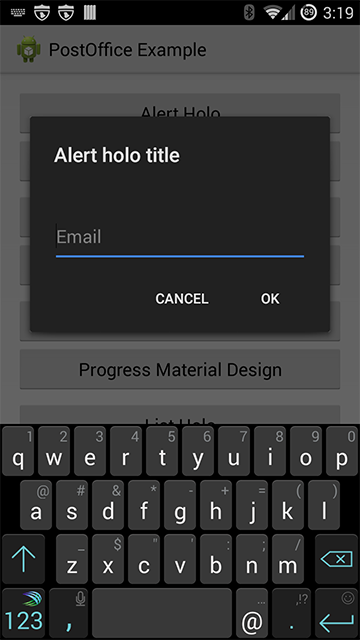 89 3:19
PostOffice Example
Alert Holo
Alert holo title
Email
CANCEL OK
Progress Material Design
List Holo
1 2 3 4 5 6 7 8 9 0
q w e r t y u i o p
@ # & * - + = ( )
a s d f g h j k l
_ $ " ' : ; /
z x c v b n m
... ,!?
123 , @ .